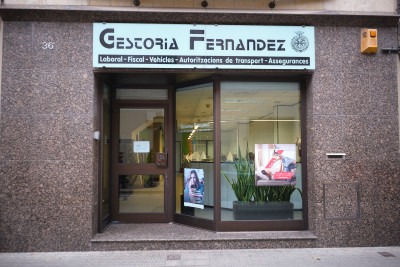 GESTORIA FERNANDEZ
Laboral - Fiscal - Vehicles - Autoritzacions de transport - Assegurances
36